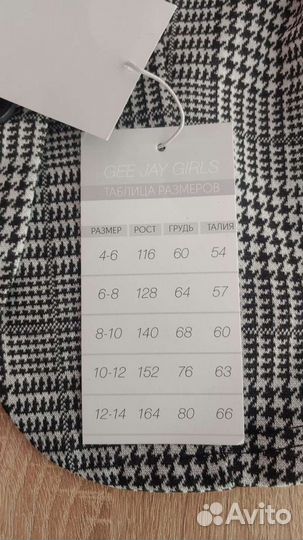 GEE JAY GIRLS
ТАБЛИЦА РАЗМЕРОВ
РАЗМЕР РОСТ ГРУДЬ ТАЛИЯ
4-6 116 60 54
6-8 128 64 57
8-10 140 68 60
10-12 152 76 63
12-14 164 80 66
Avito